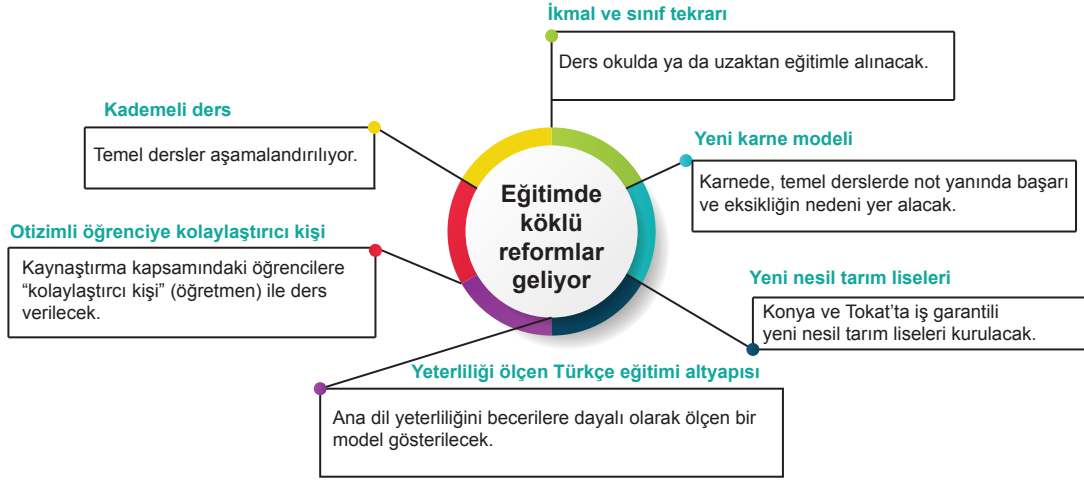 İkmal ve sınıf tekrarı
Ders okulda ya da uzaktan eğitimle alınacak.
Kademeli ders
Temel dersler aşamalandırılıyor.
Yeni karne modeli
Karnede, temel derslerde not yanında başarı
ve eksikliğin nedeni yer alacak.
Eğitimde
köklü
reformlar
geliyor
Otizimli öğrenciye kolaylaştırıcı kişi
Kaynaştırma kapsamındaki öğrencilere
“kolaylaştırcı kişi” (öğretmen) ile ders
verilecek.
Yeni nesil tarım liseleri
Konya ve Tokat’ta iş garantili
yeni nesil tarım liseleri kurulacak.
Yeterliliği ölçen Türkçe eğitimi altyapısı
Ana dil yeterliliğini becerilere dayalı olarak ölçen bir
model gösterilecek.